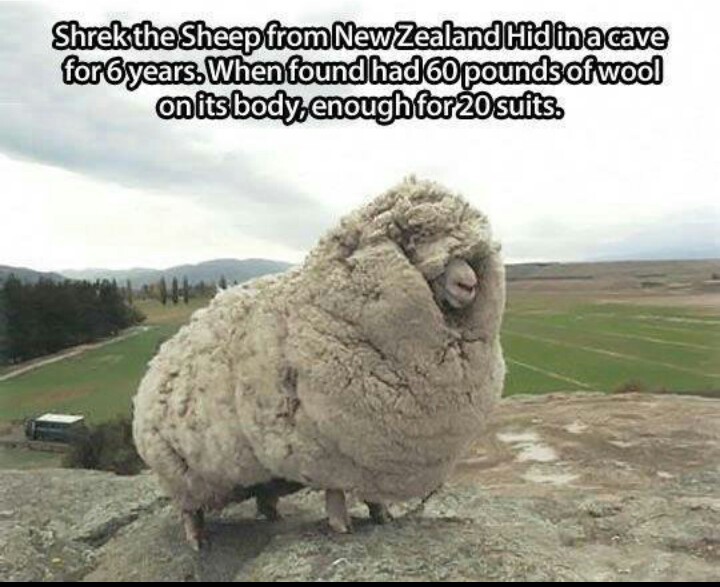 Shrek the Sheep from New Zealand Hid in a cave
for 6 years. When found had 60 pounds of wool
on its body, enough for 20 suits.